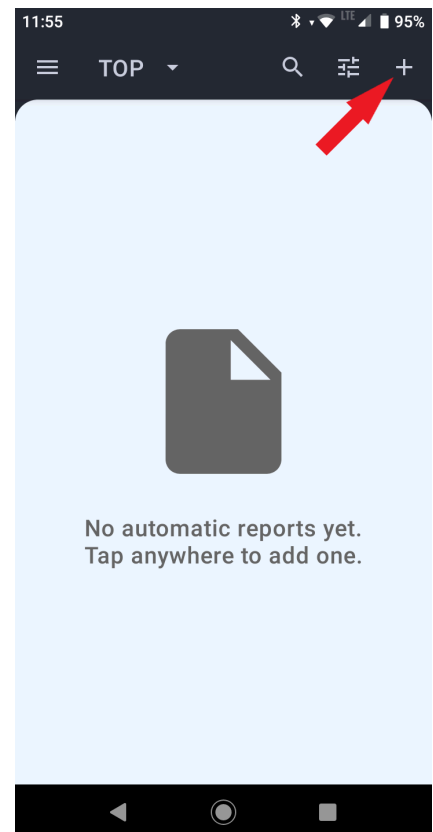 11:55
LTE
95%
TOP
No automatic reports yet.
Tap anywhere to add one.